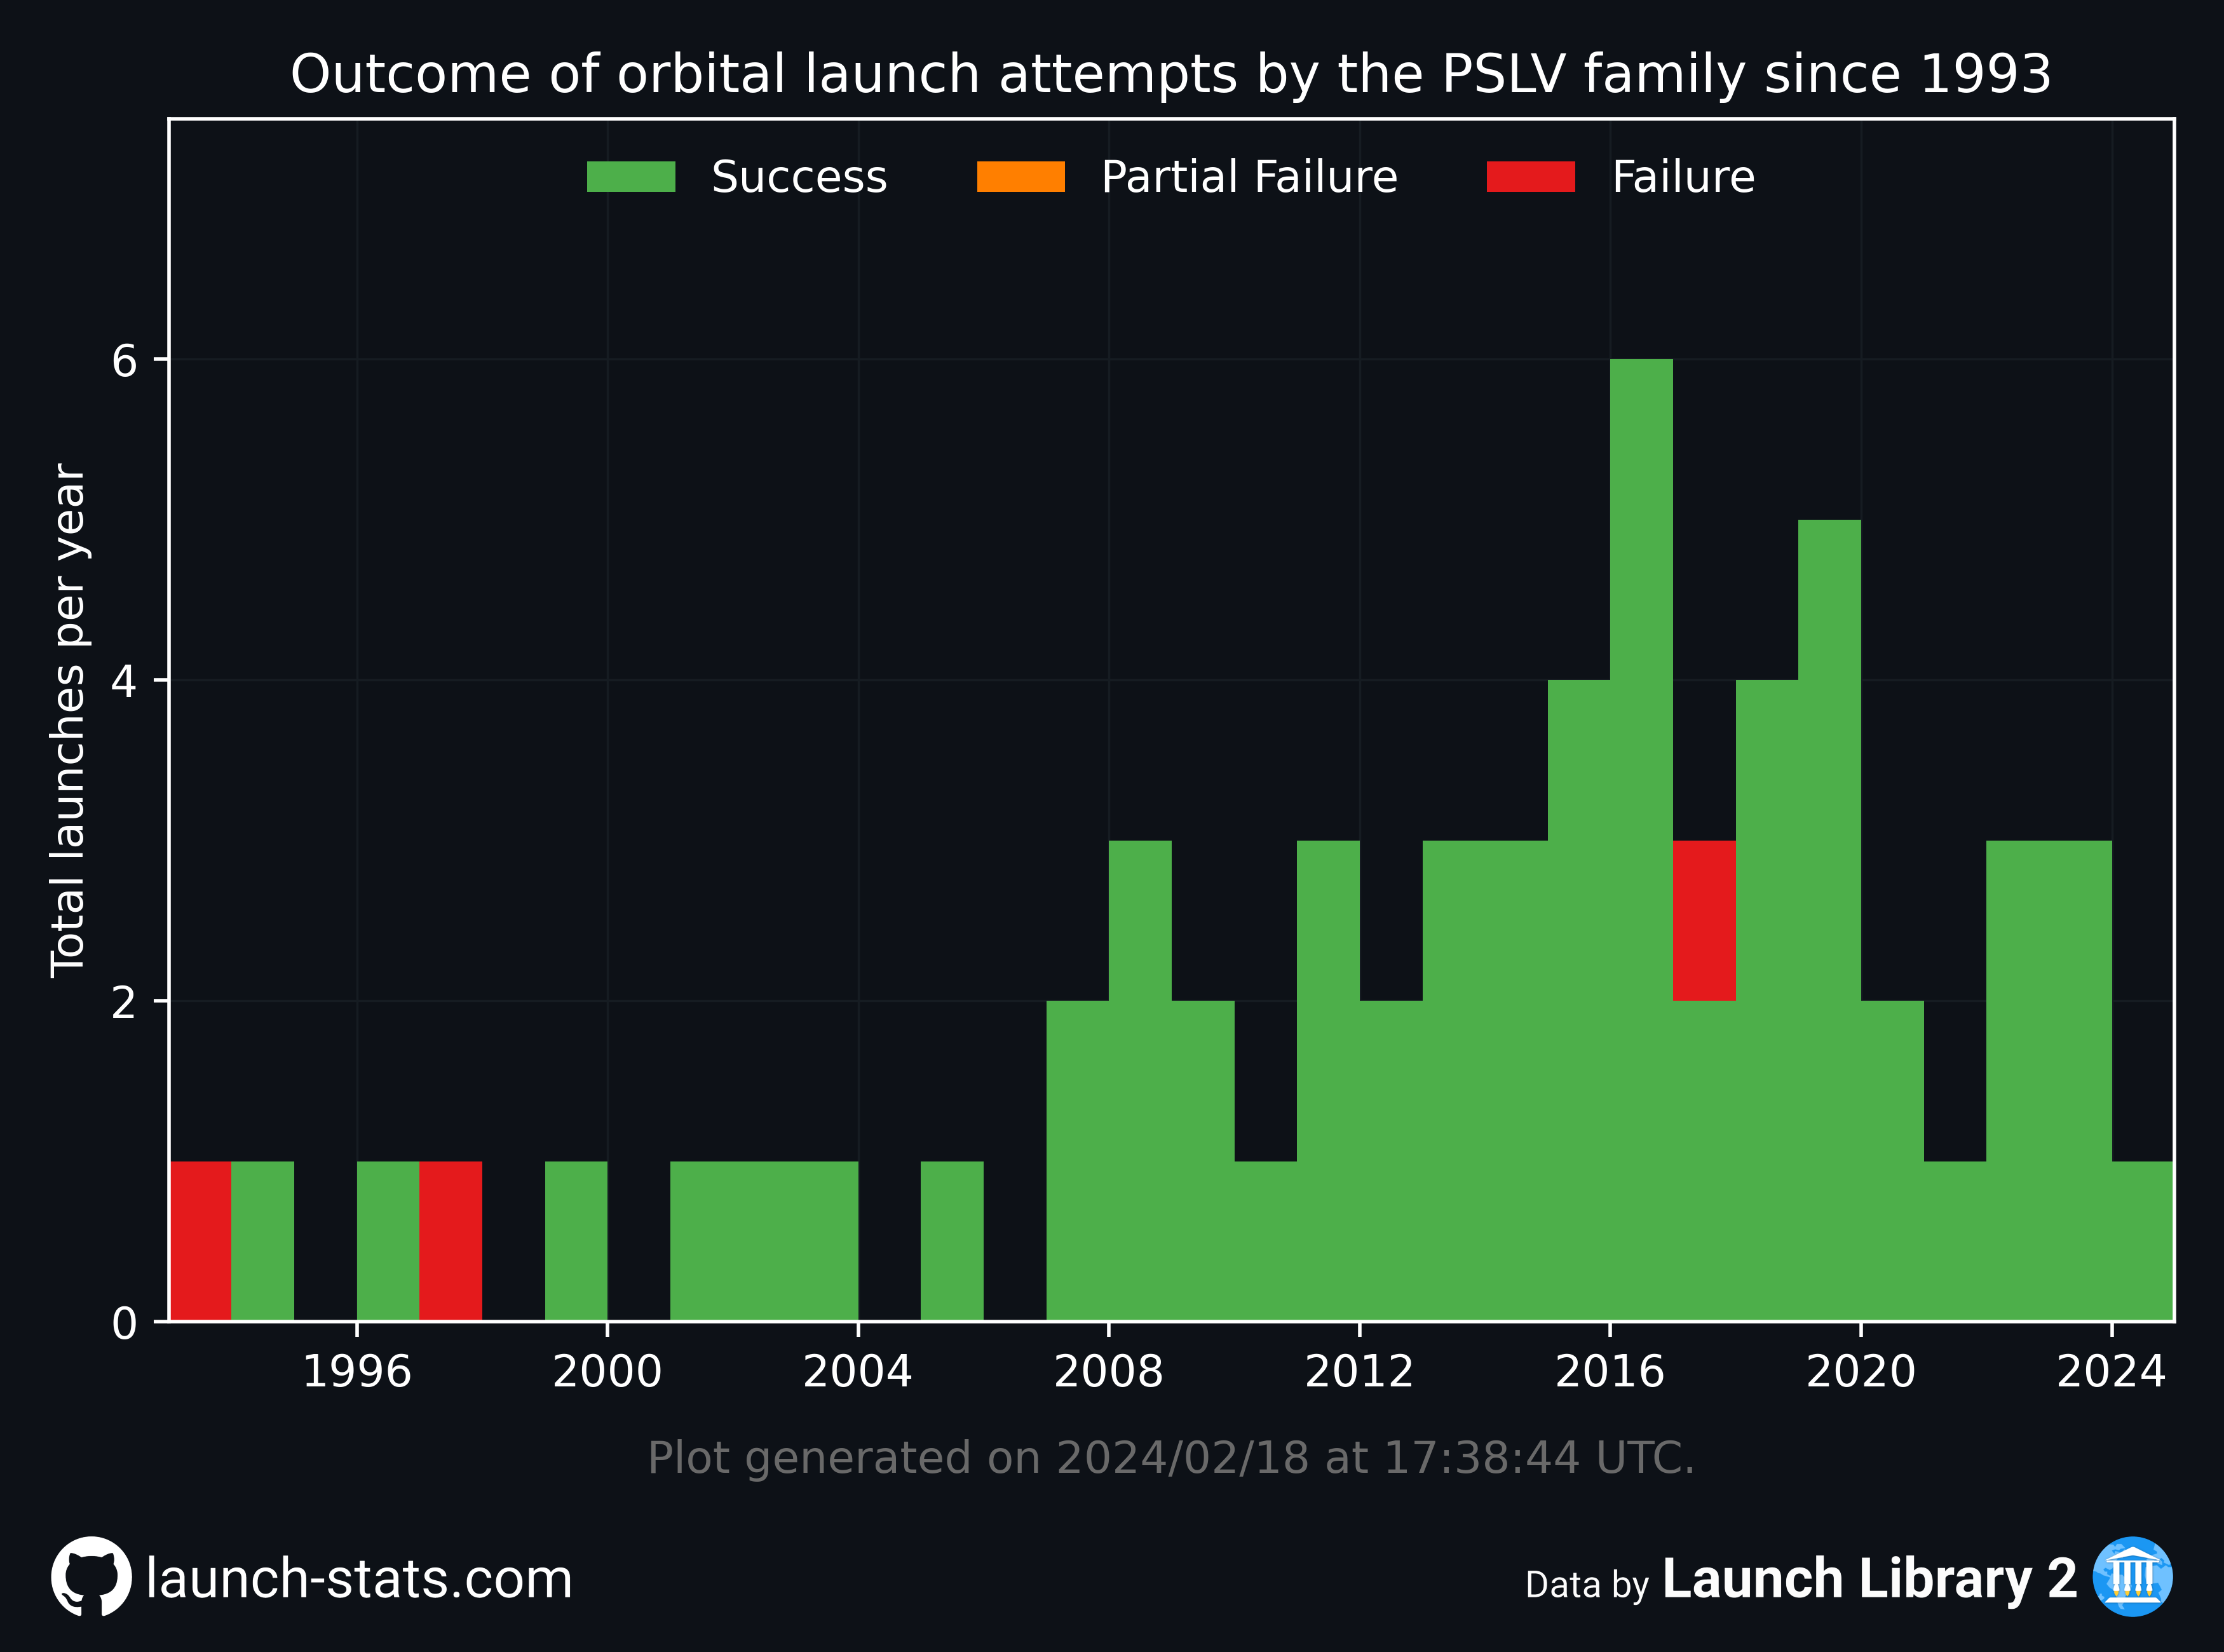 Outcome of orbital launch attempts by the PSLV family since 1993
Success Partial Failure Failure
Total launches per year
6
4
2
0
1996 2000 2004 2008 2012 2016 2020 2024
Plot generated on 2024/02/18 at 17:38:44 UTC.
launch-stats.com
Data by Launch Library 2